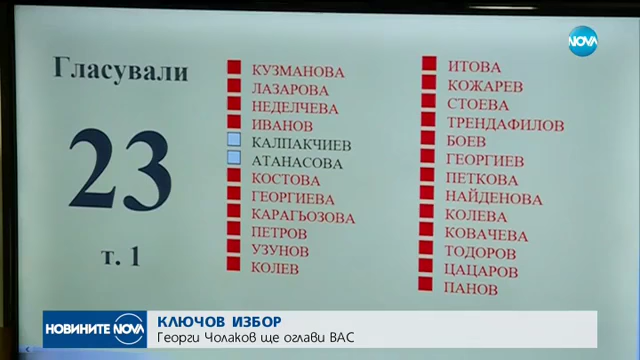 Гласували
23
т. 1
КУЗМАНОВА
ЛАЗАРОВА
НЕДЕЛЧЕВА
ИВАНОВ
КАЛПАКЧИЕВ
АТАНАСОВА
КОСТОВА
ГЕОРГИЕВА
КАРАГЬОЗОВА
ПЕТРОВ
УЗУНОВ
КОЛЕВ
ИТОВА
КОЖАРЕВ
СТОЕВА
ТРЕНДАФИЛОВ
БОЕВ
ГЕОРГИЕВ
ПЕТКОВА
НАЙДЕНОВА
КОЛЕВА
КОВАЧЕВА
ТОДОРОВ
ЦАЦАРОВ
ПАНОВ
NOVA
НОВИНИТЕ NOVA
КЛЮЧОВ ИЗБОР
Георги Чолаков ще оглави ВАС